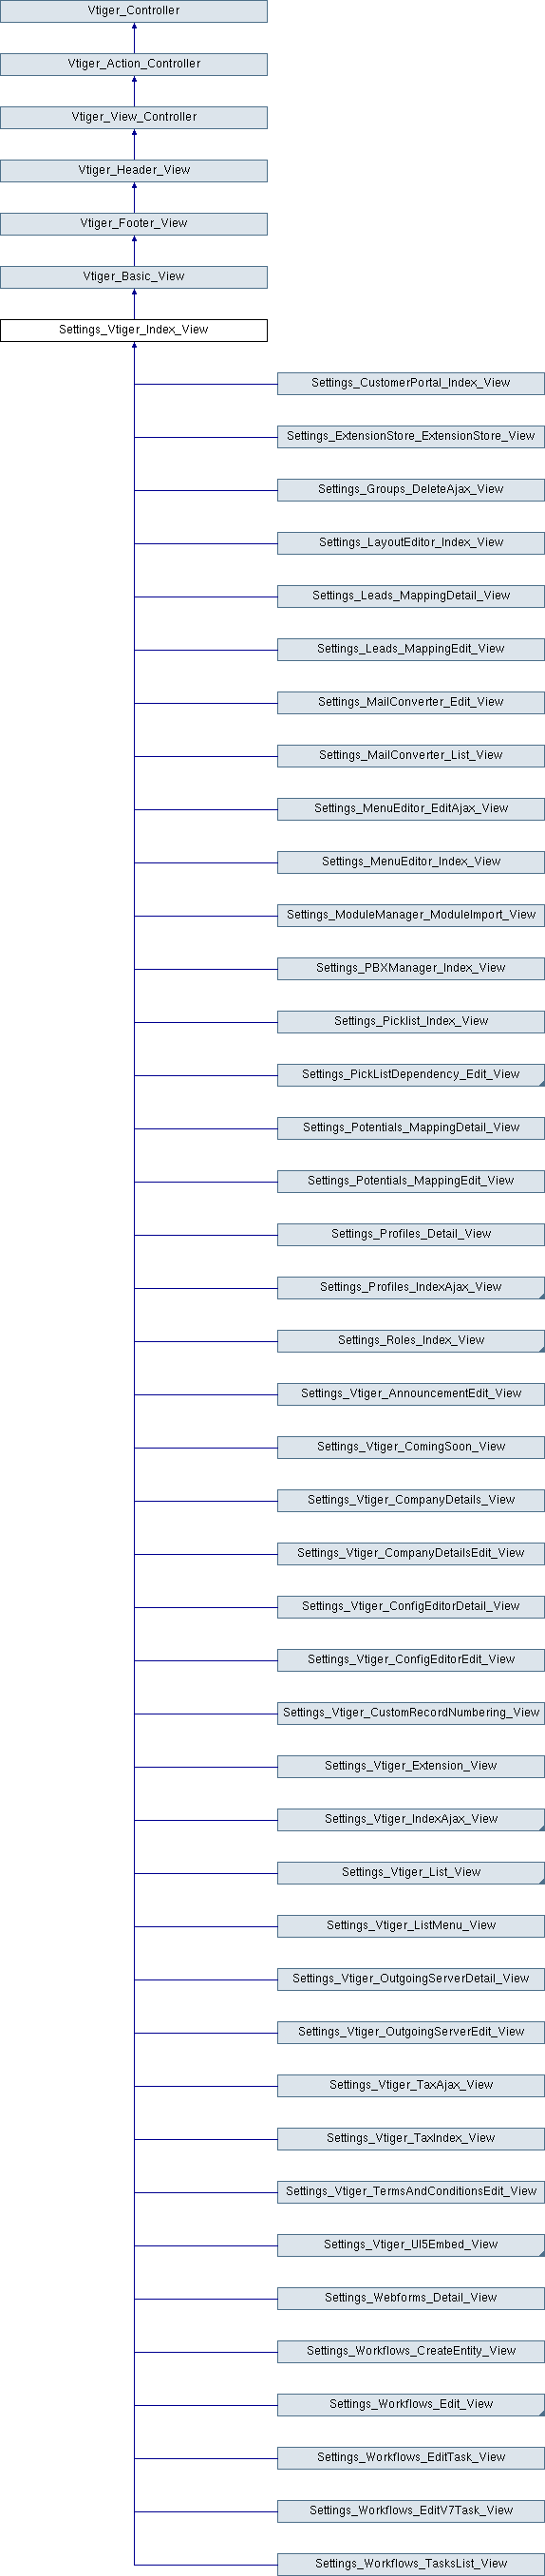 Vtiger_Controller
Vtiger_Action_Controller
Vtiger_View_Controller
Vtiger_Header_View
Vtiger_Footer_View
Vtiger_Basic_View
Settings_Vtiger_Index_View
Settings_CustomerPortal_Index_View
Settings_ExtensionStore_ExtensionStore_View
Settings_Groups_DeleteAjax_View
Settings_LayoutEditor_Index_View
Settings_Leads_MappingDetail_View
Settings_Leads_MappingEdit_View
Settings_MailConverter_Edit_View
Settings_MailConverter_List_View
Settings_MenuEditor_EditAjax_View
Settings_MenuEditor_Index_View
Settings_ModuleManager_ModuleImport_View
Settings_PBXManager_Index_View
Settings_Picklist_Index_View
Settings_PickListDependency_Edit_View
Settings_Potentials_MappingDetail_View
Settings_Potentials_MappingEdit_View
Settings_Profiles_Detail_View
Settings_Profiles_IndexAjax_View
Settings_Roles_Index_View
Settings_Vtiger_AnnouncementEdit_View
Settings_Vtiger_ComingSoon_View
Settings_Vtiger_CompanyDetails_View
Settings_Vtiger_CompanyDetailsEdit_View
Settings_Vtiger_ConfigEditorDetail_View
Settings_Vtiger_ConfigEditorEdit_View
Settings_Vtiger_CustomRecordNumbering_View
Settings_Vtiger_Extension_View
Settings_Vtiger_IndexAjax_View
Settings_Vtiger_List_View
Settings_Vtiger_ListMenu_View
Settings_Vtiger_OutgoingServerDetail_View
Settings_Vtiger_OutgoingServerEdit_View
Settings_Vtiger_TaxAjax_View
Settings_Vtiger_TaxIndex_View
Settings_Vtiger_TermsAndConditionsEdit_View
Settings_Vtiger_UI5Embed_View
Settings_Webforms_Detail_View
Settings_Workflows_CreateEntity_View
Settings_Workflows_Edit_View
Settings_Workflows_EditTask_View
Settings_Workflows_EditV7Task_View
Settings_Workflows_TasksList_View